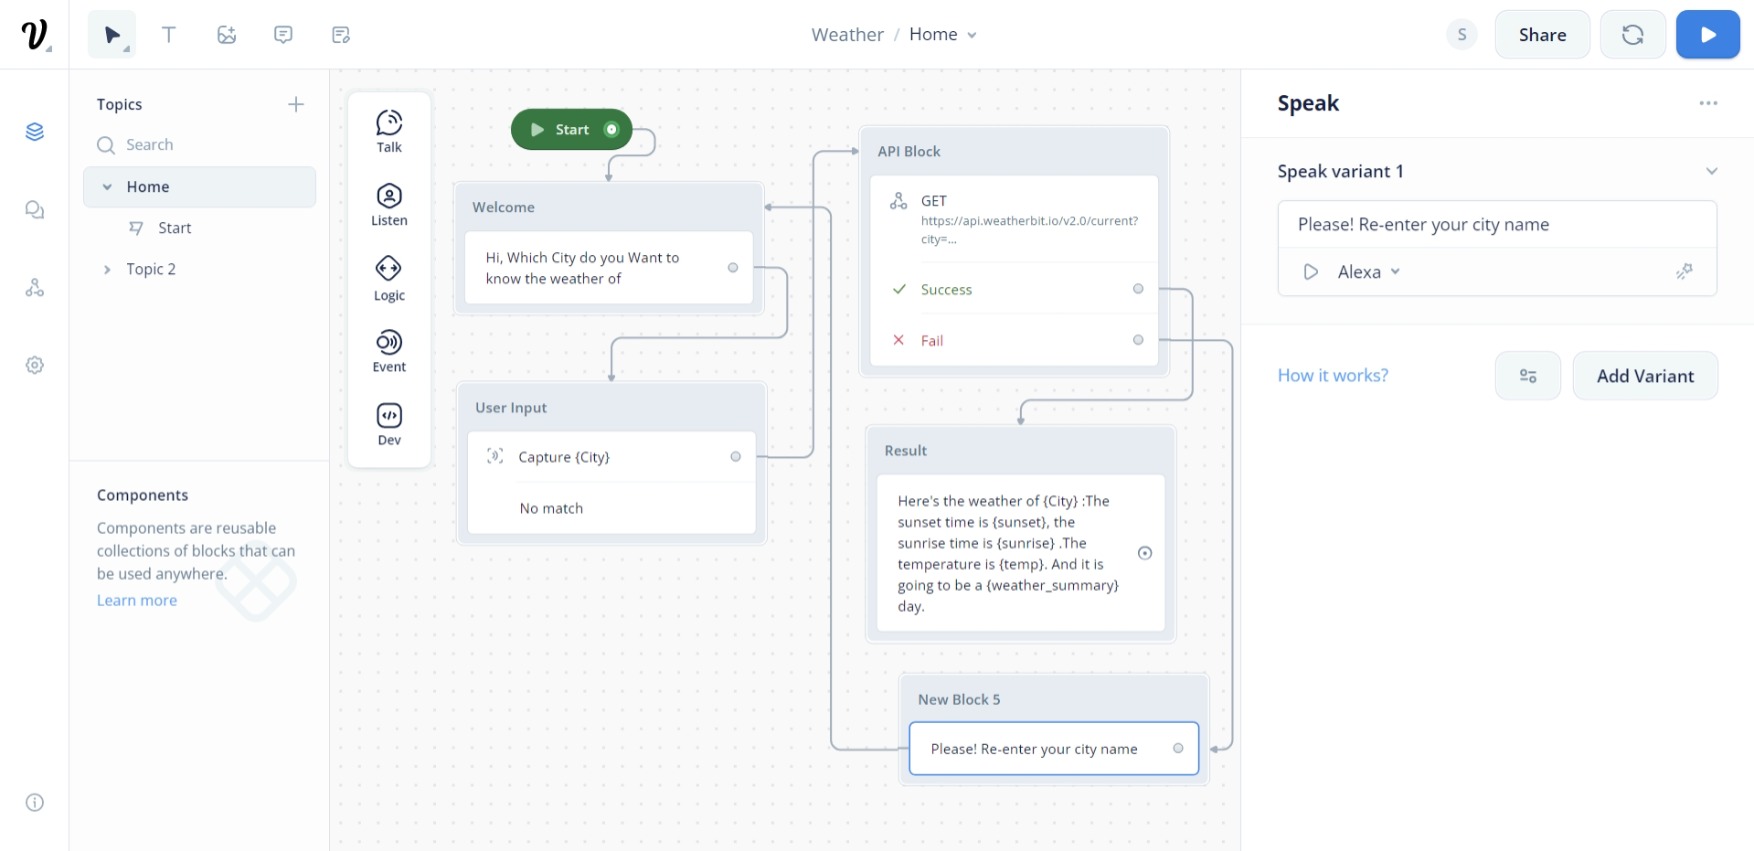 Weather / Home
S
Share
Topics
Search
Home
Start
Topic 2
Components
Components are reusable
collections of blocks that can
be used anywhere.
Learn more
Talk
Listen
Logic
Event
Dev
Start
Welcome
Hi, Which City do you Want to
know the weather of
User Input
Capture {City}
No match
API Block
GET
https://api.weatherbit.io/v2.0/current?
city=...
Success
Fail
Result
Here's the weather of {City} :The
sunset time is {sunset}, the
sunrise time is {sunrise} .The
temperature is {temp}. And it is
going to be a {weather_summary}
day.
New Block 5
Please! Re-enter your city name
Speak
Speak variant 1
Please! Re-enter your city name
Alexa
How it works?
Add Variant